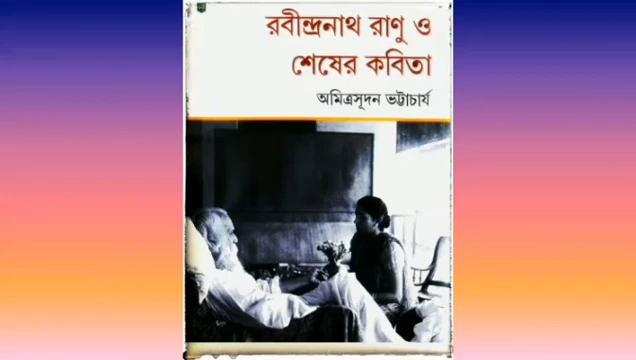 রবীন্দ্রনাথ রাণু ও
শেষের কবিতা
অমিত্রসূদন ভট্টাচার্য